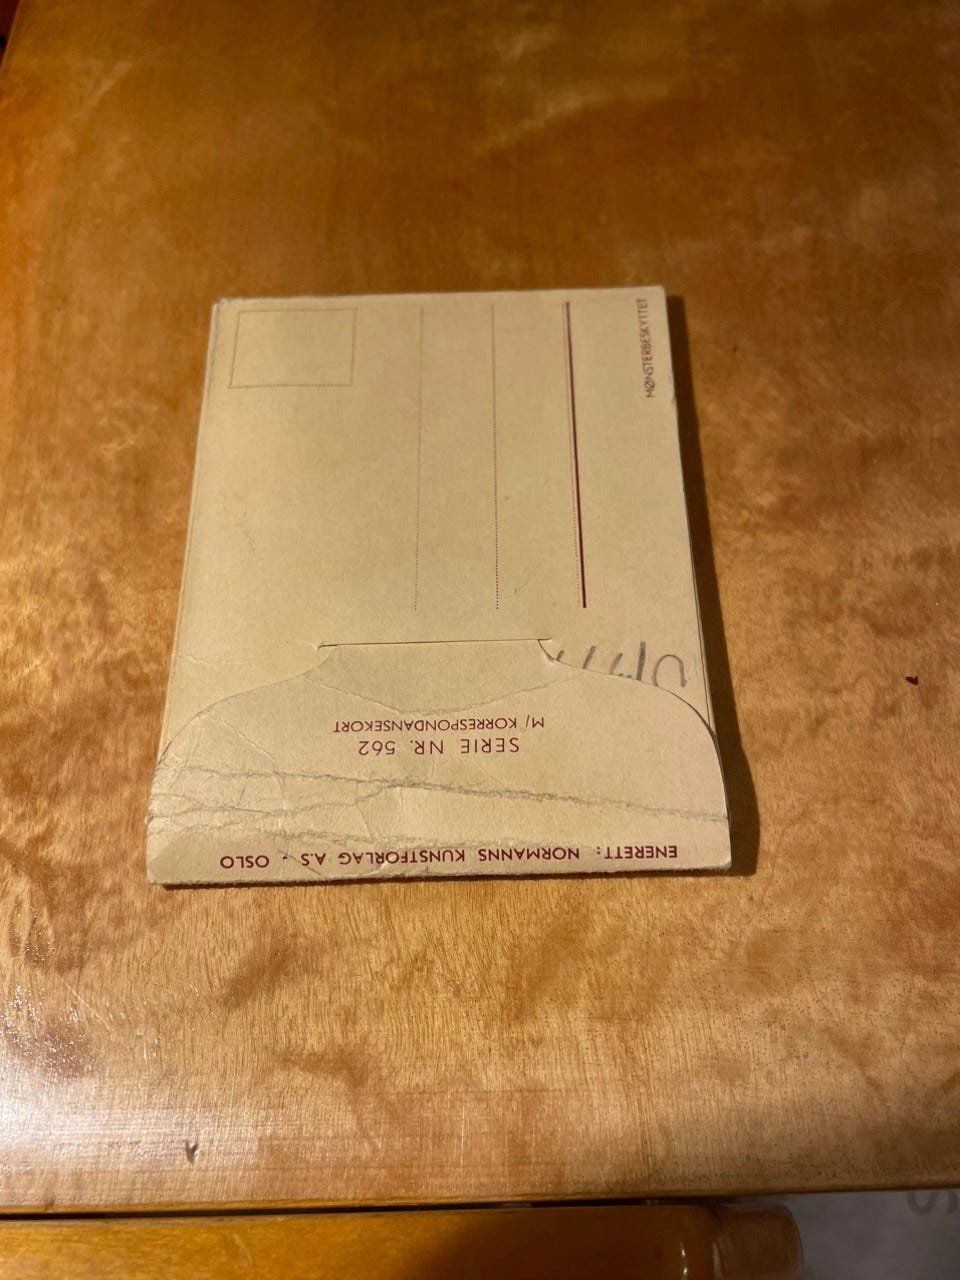 MØNSTERBESKYTTET
ENERETT: NORMANNS KUNSTFORLAG A.S - OSLO
SERIE NR. 562
M/ KORRESPONDANSEKORT